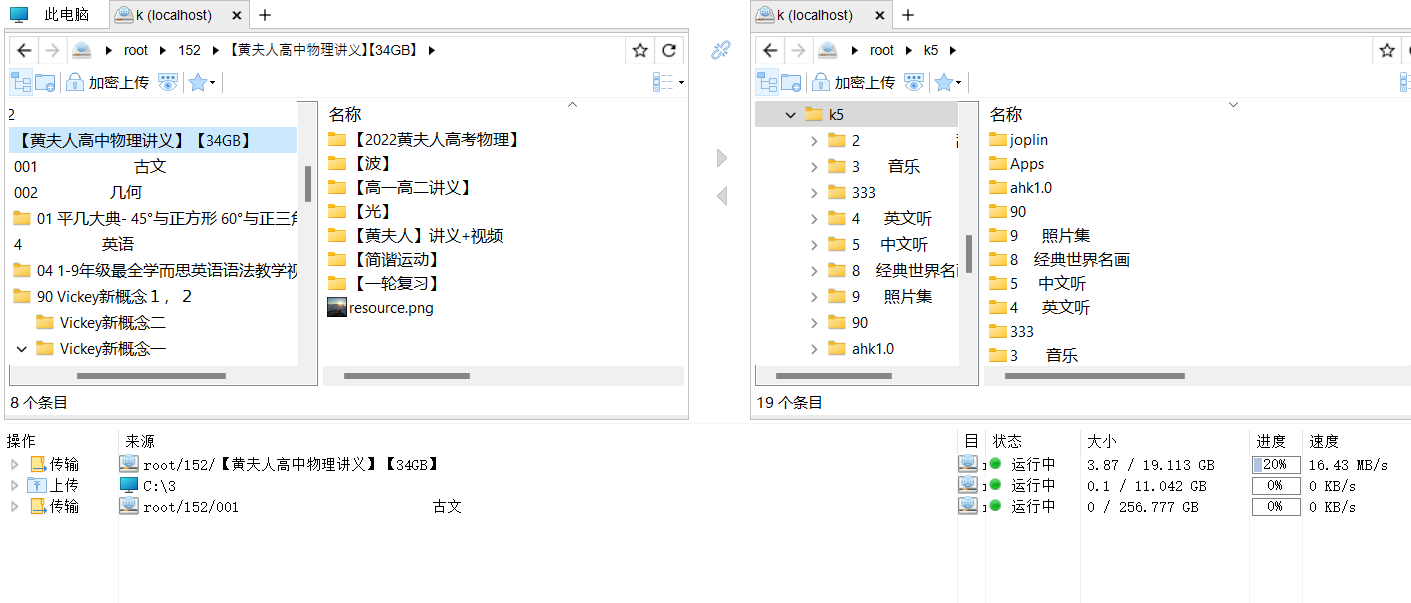 此电脑
k (localhost)
root 152 【黄夫人高中物理讲义】【34GB】
加密上传
2
【黄夫人高中物理讲义】【34GB】
001 古文
002 几何
01 平几大典- 45°与正方形 60°与正三角
4 英语
04 1-9年级最全学而思英语语法教学视
90 Vickey新概念１，２
Vickey新概念二
Vickey新概念一
名称
【2022黄夫人高考物理】
【波】
【高一高二讲义】
【光】
【黄夫人】讲义+视频
【简谐运动】
【一轮复习】
resource.png
8 个条目
k (localhost)
root k5
加密上传
k5
2
3 音乐
333
4 英文听
5 中文听
8 经典世界名画
9 照片集
90
ahk1.0
名称
joplin
Apps
ahk1.0
90
9 照片集
8 经典世界名画
5 中文听
4 英文听
333
3 音乐
19 个条目
操作 来源 目 状态 大小 进度 速度
传输 root/152/【黄夫人高中物理讲义】【34GB】 运行中 3.87 / 19.113 GB 20% 16.43 MB/s
上传 C:\3 运行中 0.1 / 11.042 GB 0% 0 KB/s
传输 root/152/001 古文 运行中 0 / 256.777 GB 0% 0 KB/s